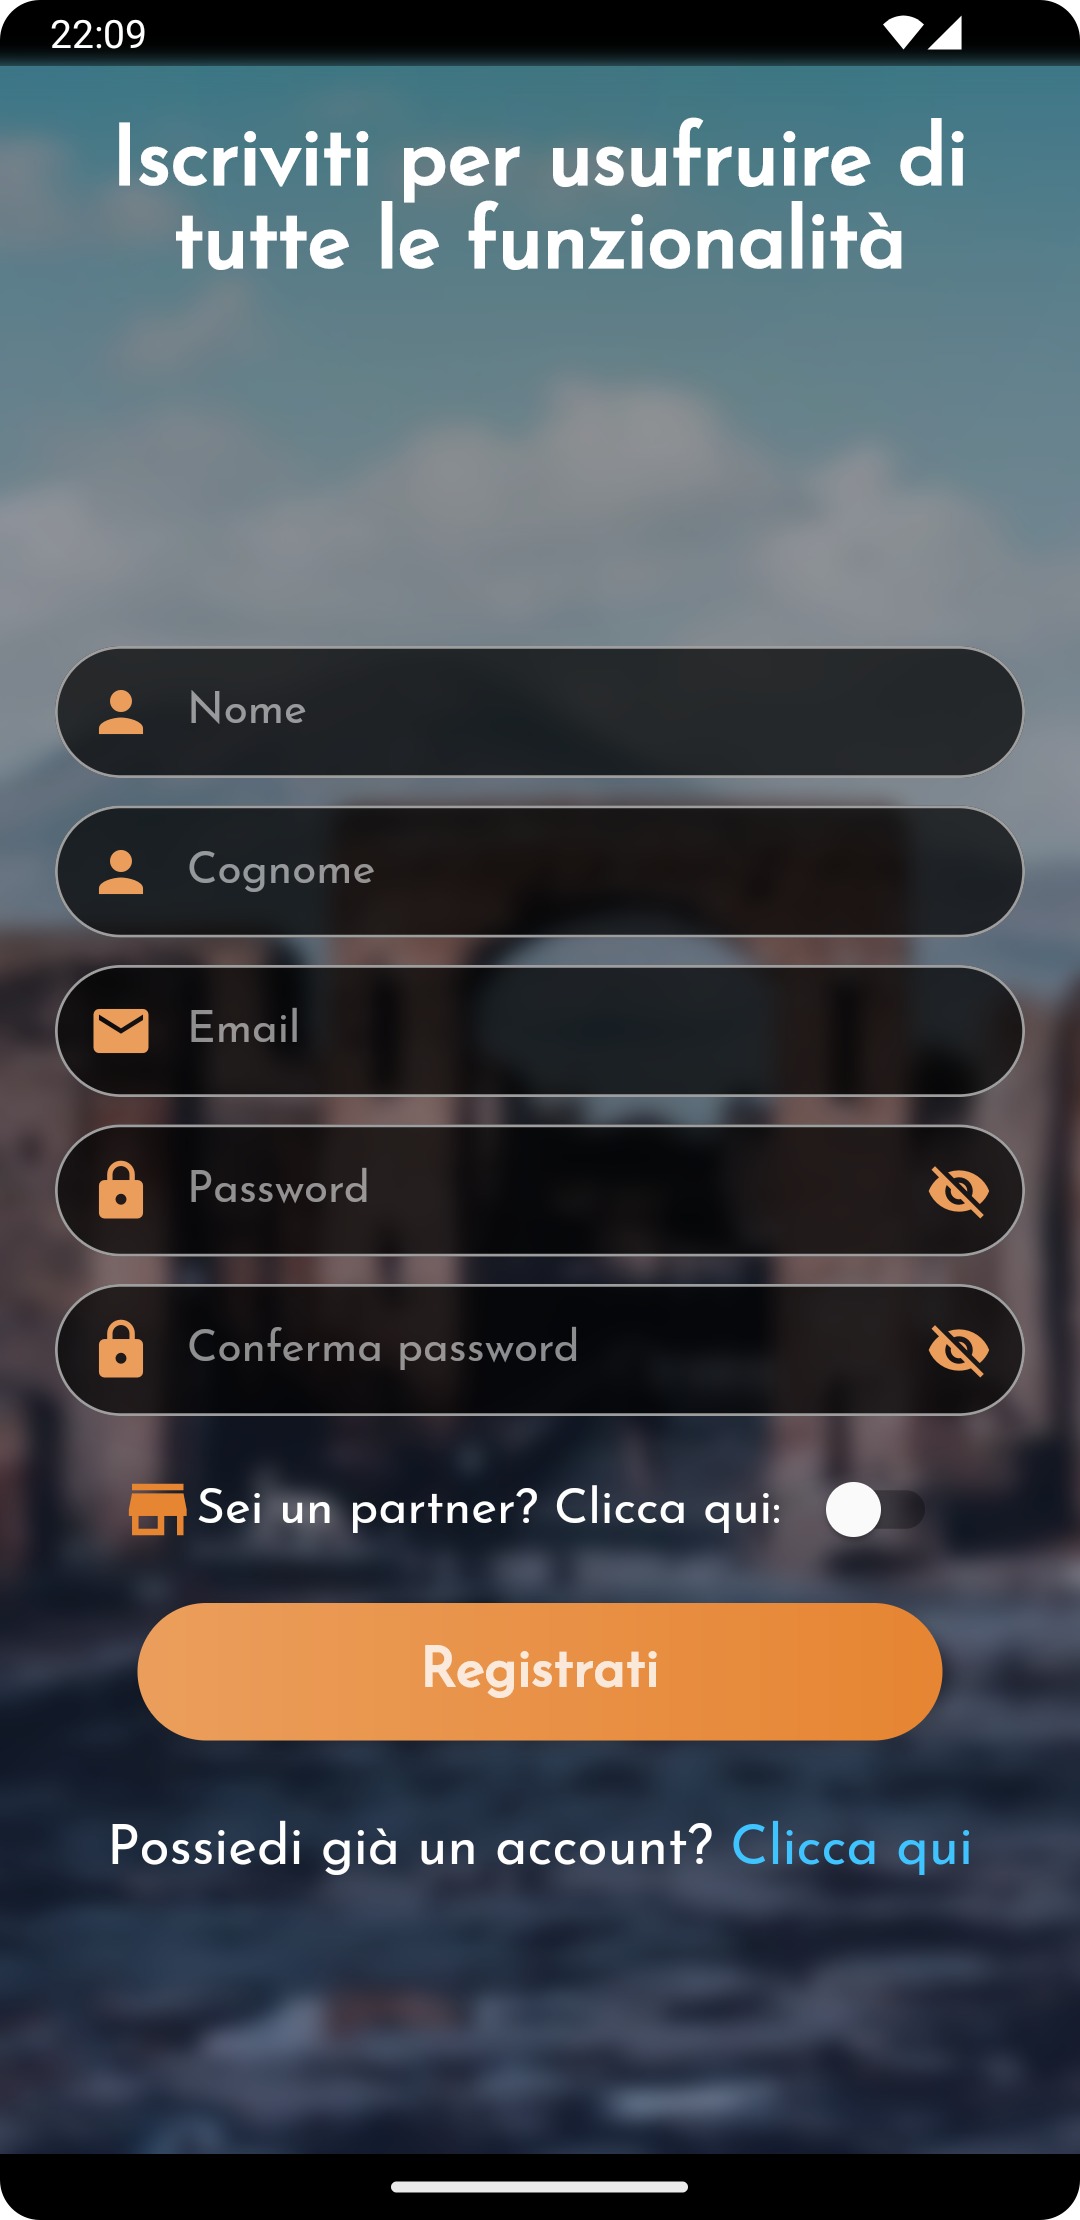 22:09
Iscriviti per usufruire di
tutte le funzionalità
Nome
Cognome
Email
Password
Conferma password
Sei un partner? Clicca qui:
Registrati
Possiedi già un account? Clicca qui